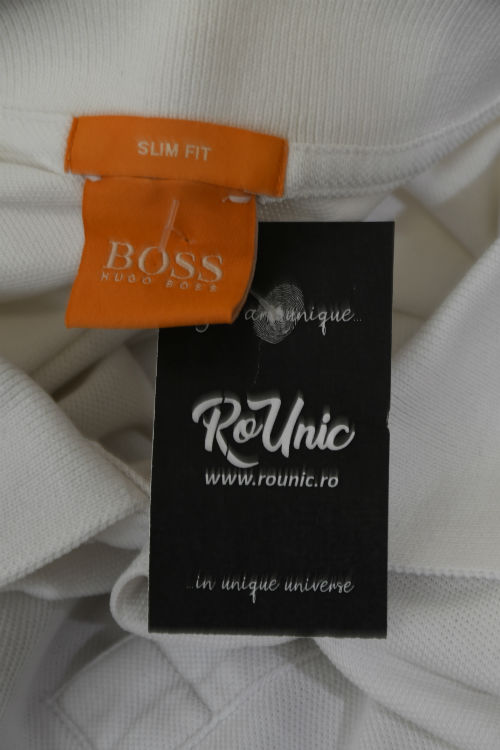 SLIM FIT
BOSS
HUGO BOSS
unique...
RoUnic
www.rounic.ro
...in unique universe